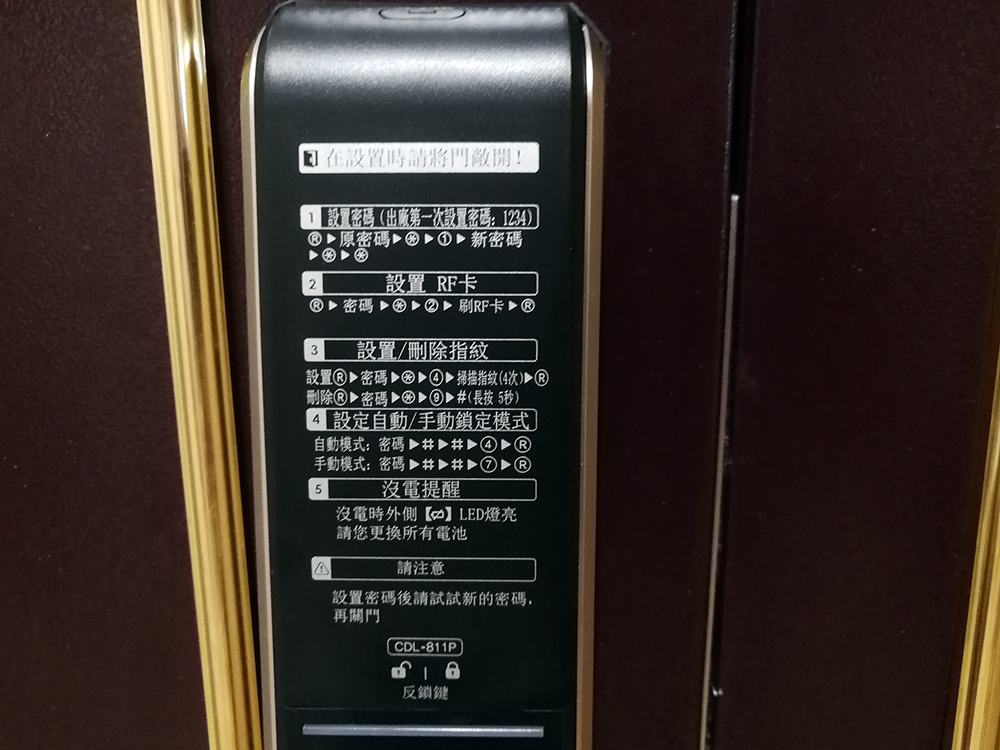 在設置時請將門敞開!
1 設置密碼(出廠第一次設置密碼:1234)
Ⓡ▶原密碼▶⊛▶①▶新密碼
▶⊛▶⊛
2 設置 RF卡
Ⓡ▶密碼▶⊛▶②▶刷RF卡▶Ⓡ
3 設置/刪除指紋
設置Ⓡ▶密碼▶⊛▶④▶掃描指紋(4次)▶Ⓡ
刪除Ⓡ▶密碼▶⊛▶⑨▶#(長按 5秒)
4 設定自動/手動鎖定模式
自動模式:密碼▶#▶#▶④▶Ⓡ
手動模式:密碼▶#▶#▶⑦▶Ⓡ
5 沒電提醒
沒電時外側【】LED燈亮
請您更換所有電池
請注意
設置密碼後請試試新的密碼,
再關門
CDL-811P
反鎖鍵